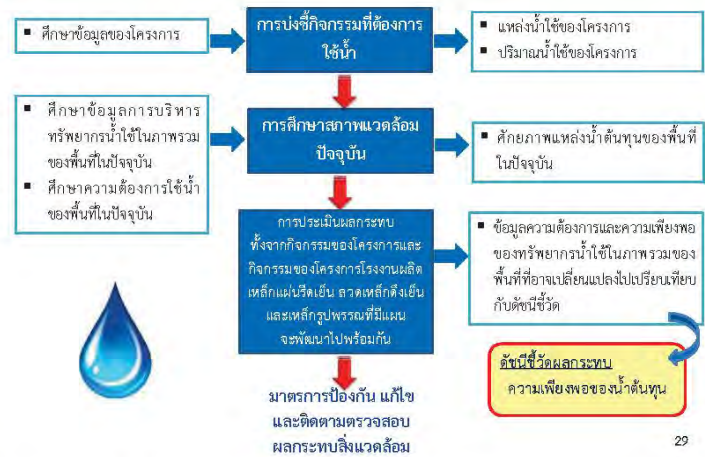 ▪ ศึกษาข้อมูลของโครงการ
การบ่งชี้กิจกรรมที่ต้องการ
ใช้น้ำ
▪ แหล่งน้ำใช้ของโครงการ
▪ ปริมาณน้ำใช้ของโครงการ
▪ ศึกษาข้อมูลการบริหาร
ทรัพยากรน้ำใช้ในภาพรวม
ของพื้นที่ในปัจจุบัน
▪ ศึกษาความต้องการใช้น้ำ
ของพื้นที่ในปัจจุบัน
การศึกษาสภาพแวดล้อม
ปัจจุบัน
▪ ศักยภาพแหล่งน้ำต้นทุนของพื้นที่
ในปัจจุบัน
การประเมินผลกระทบ
ทั้งจากกิจกรรมของโครงการและ
กิจกรรมของโครงการโรงงานผลิต
เหล็กแผ่นรีดเย็น ลวดเหล็กดึงเย็น
และเหล็กรูปพรรณที่มีแผน
จะพัฒนาไปพร้อมกัน
▪ ข้อมูลความต้องการและความเพียงพอ
ของทรัพยากรน้ำใช้ในภาพรวมของ
พื้นที่ที่อาจเปลี่ยนแปลงไปเปรียบเทียบ
กับดัชนีชี้วัด
ดัชนีชี้วัดผลกระทบ
ความเพียงพอของน้ำต้นทุน
มาตรการป้องกัน แก้ไข
และติดตามตรวจสอบ
ผลกระทบสิ่งแวดล้อม
29